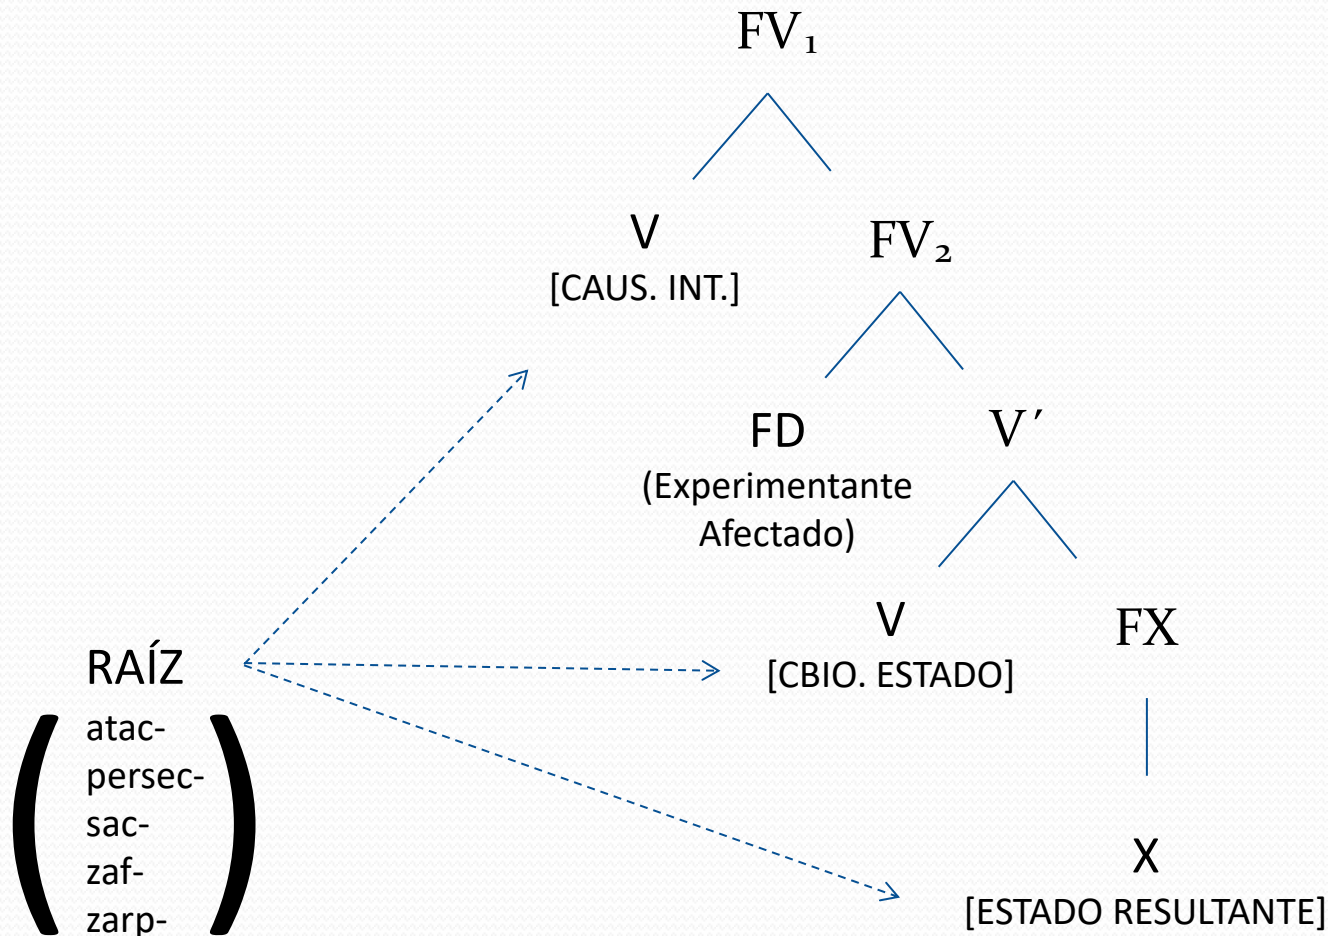 FV₁
V
[CAUS. INT.]
FV₂
FD
(Experimentante
Afectado)
V´
V
[CBIO. ESTADO]
FX
RAÍZ
atac-
persec-
sac-
zaf-
zarp-
X
[ESTADO RESULTANTE]